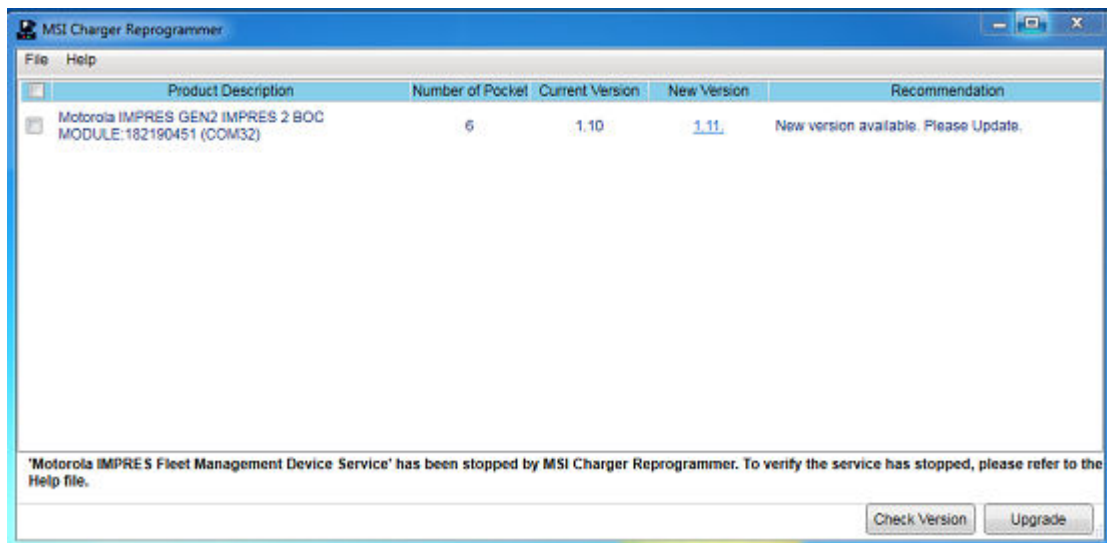 MSI Charger Reprogrammer
File Help
Product Description Number of Pocket Current Version New Version Recommendation
Motorola IMPRES GEN2 IMPRES 2 BOC
MODULE:182190451 (COM32) 6 1.10 1.11. New version available. Please Update.
'Motorola IMPRES Fleet Management Device Service' has been stopped by MSI Charger Reprogrammer. To verify the service has stopped, please refer to the
Help file.
Check Version Upgrade